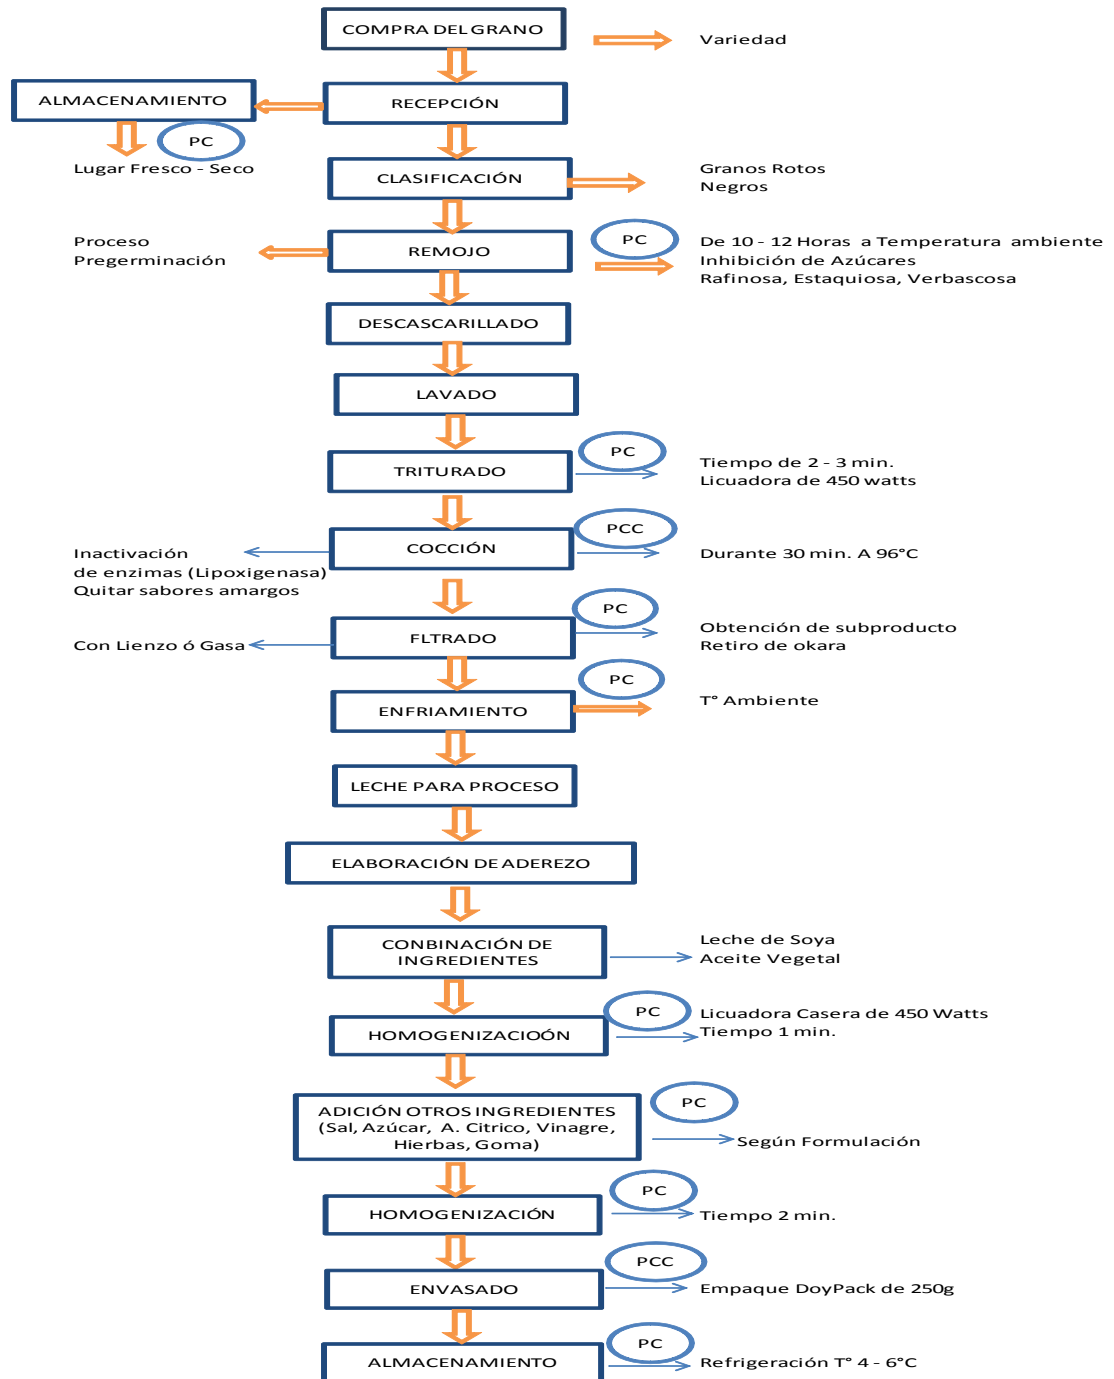 COMPRA DEL GRANO
Variedad
ALMACENAMIENTO
RECEPCIÓN
PC
Lugar Fresco - Seco
CLASIFICACIÓN
Granos Rotos
Negros
Proceso
Pregerminación
REMOJO
PC
De 10 - 12 Horas a Temperatura ambiente
Inhibición de Azúcares
Rafinosa, Estaquiosa, Verbascosa
DESCASCARILLADO
LAVADO
TRITURADO
PC
Tiempo de 2 - 3 min.
Licuadora de 450 watts
Inactivación
de enzimas (Lipoxigenasa)
Quitar sabores amargos
COCCIÓN
PCC
Durante 30 min. A 96°C
Con Lienzo ó Gasa
FLTRADO
PC
Obtención de subproducto
Retiro de okara
ENFRIAMIENTO
PC
T° Ambiente
LECHE PARA PROCESO
ELABORACIÓN DE ADEREZO
CONBINACIÓN DE
INGREDIENTES
Leche de Soya
Aceite Vegetal
HOMOGENIZACIOÓN
PC
Licuadora Casera de 450 Watts
Tiempo 1 min.
ADICIÓN OTROS INGREDIENTES
(Sal, Azúcar, A. Citrico, Vinagre,
Hierbas, Goma)
PC
Según Formulación
HOMOGENIZACIÓN
PC
Tiempo 2 min.
ENVASADO
PCC
Empaque DoyPack de 250g
ALMACENAMIENTO
PC
Refrigeración T° 4 - 6°C